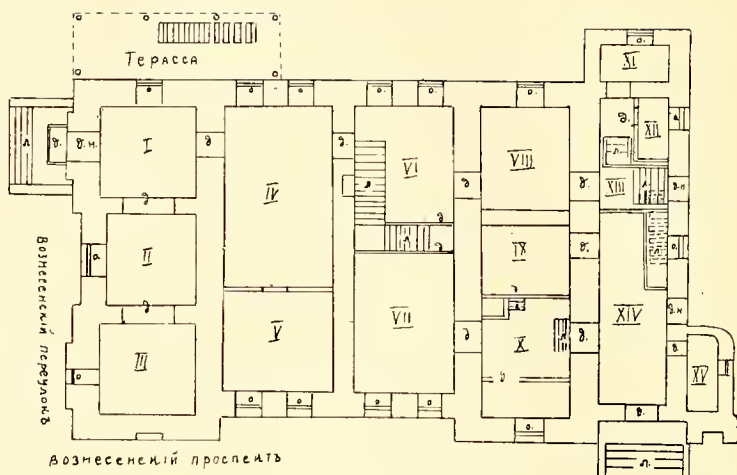 Терасса
о. о о о. о. о.
XI
д. д.н. I д IV д. VI VIII д. XII о.
л. л
д. XIII л. д.н
л д
д
Вознесенскій переулокъ
о. II л. д IX д. л. о.
д
V VII д XIV д.н
III л X л д. д. XV
о
о. о. о. о. о. в.
л.
Вознесенскій проспектъ